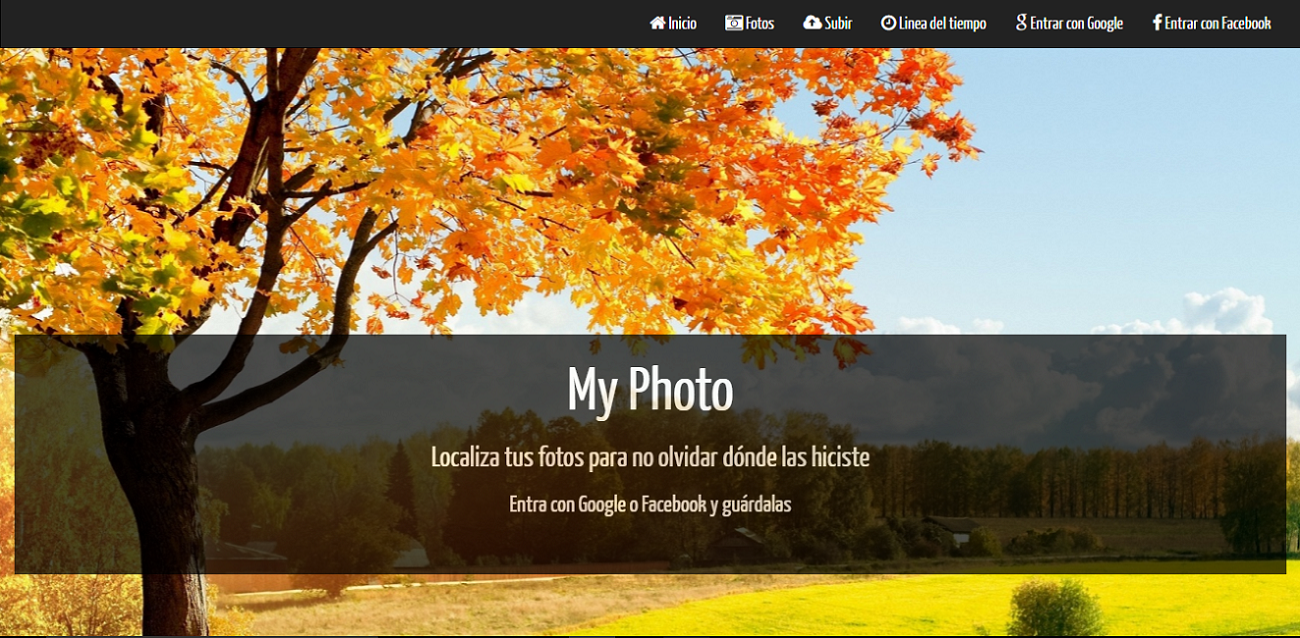 Inicio Fotos Subir Linea del tiempo Entrar con Google Entrar con Facebook
My Photo
Localiza tus fotos para no olvidar dónde las hiciste
Entra con Google o Facebook y guárdalas